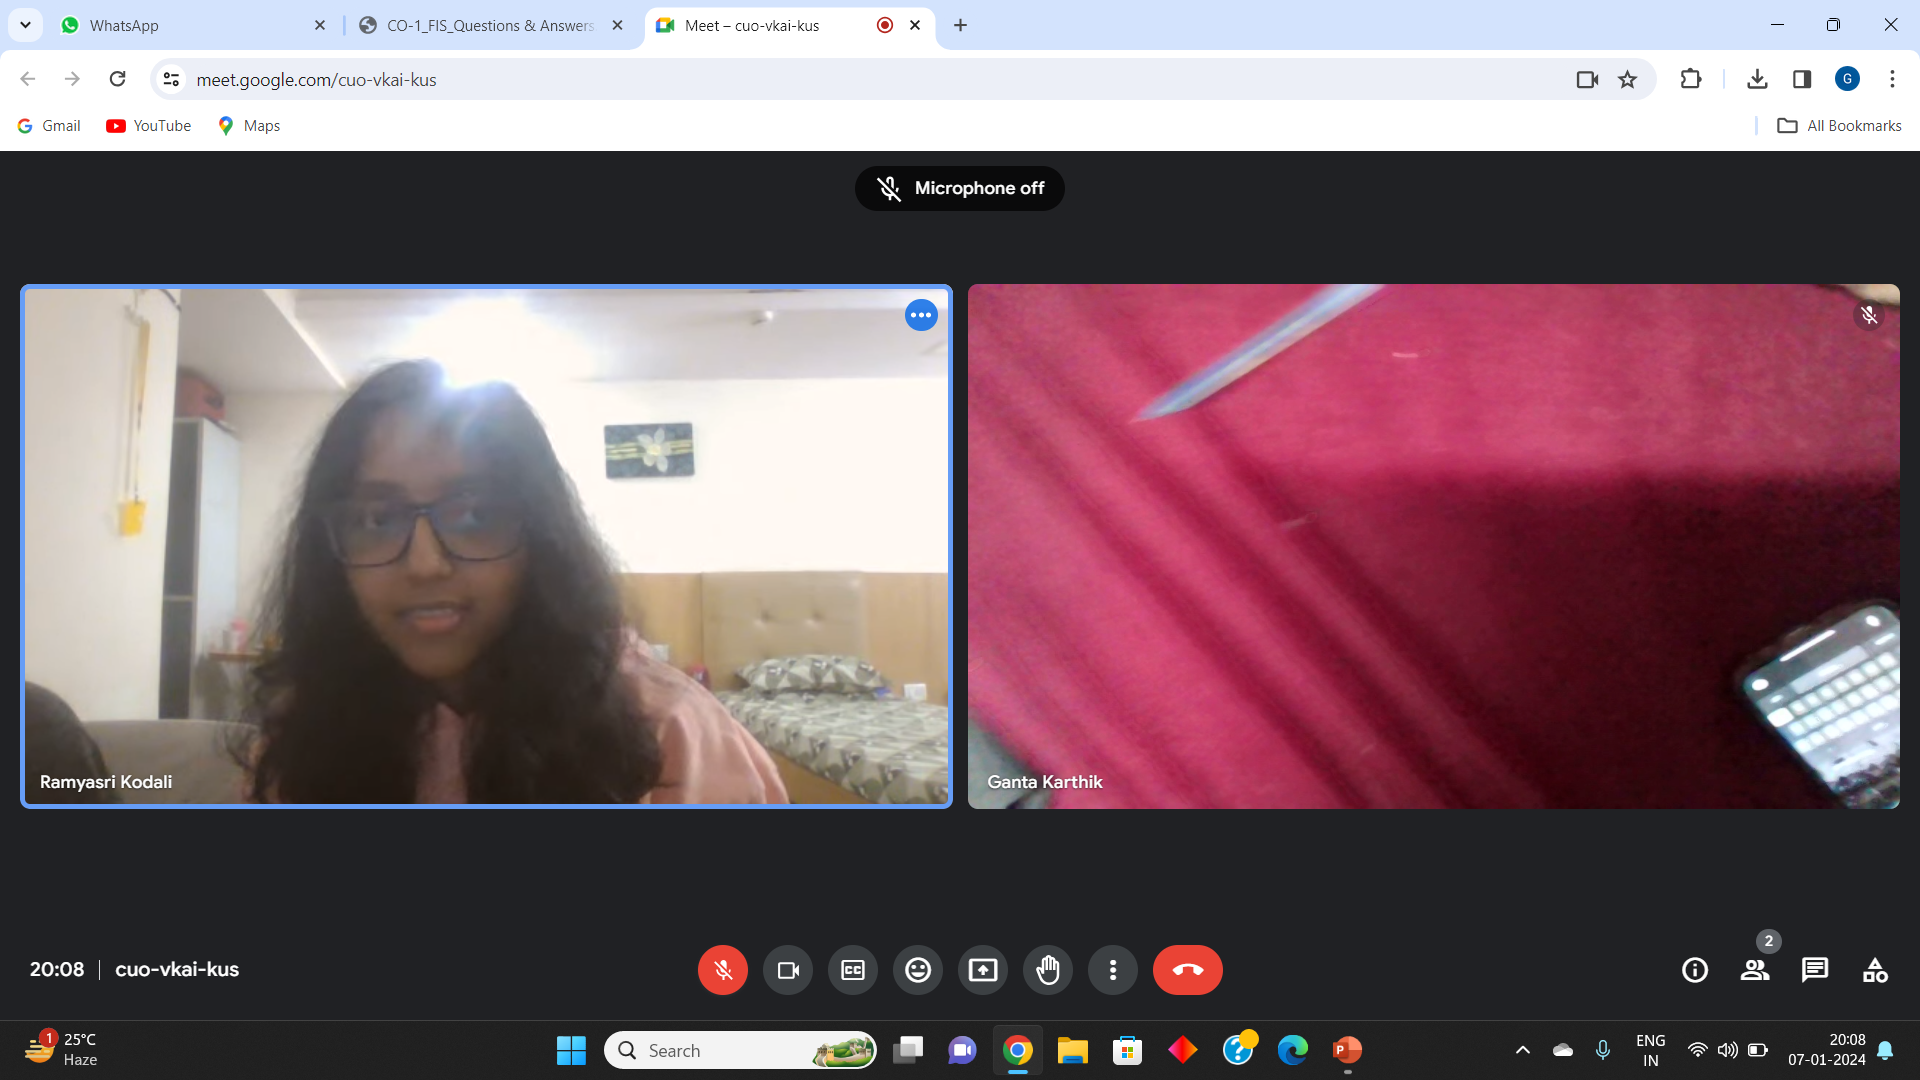 WhatsApp
CO-1_FIS_Questions & Answers
Meet – cuo-vkai-kus
meet.google.com/cuo-vkai-kus
G
Gmail
YouTube
Maps
All Bookmarks
Microphone off
Ramyasri Kodali
Ganta Karthik
20:08
cuo-vkai-kus
CC
2
1
25°C
Haze
Search
P
ENG
IN
20:08
07-01-2024